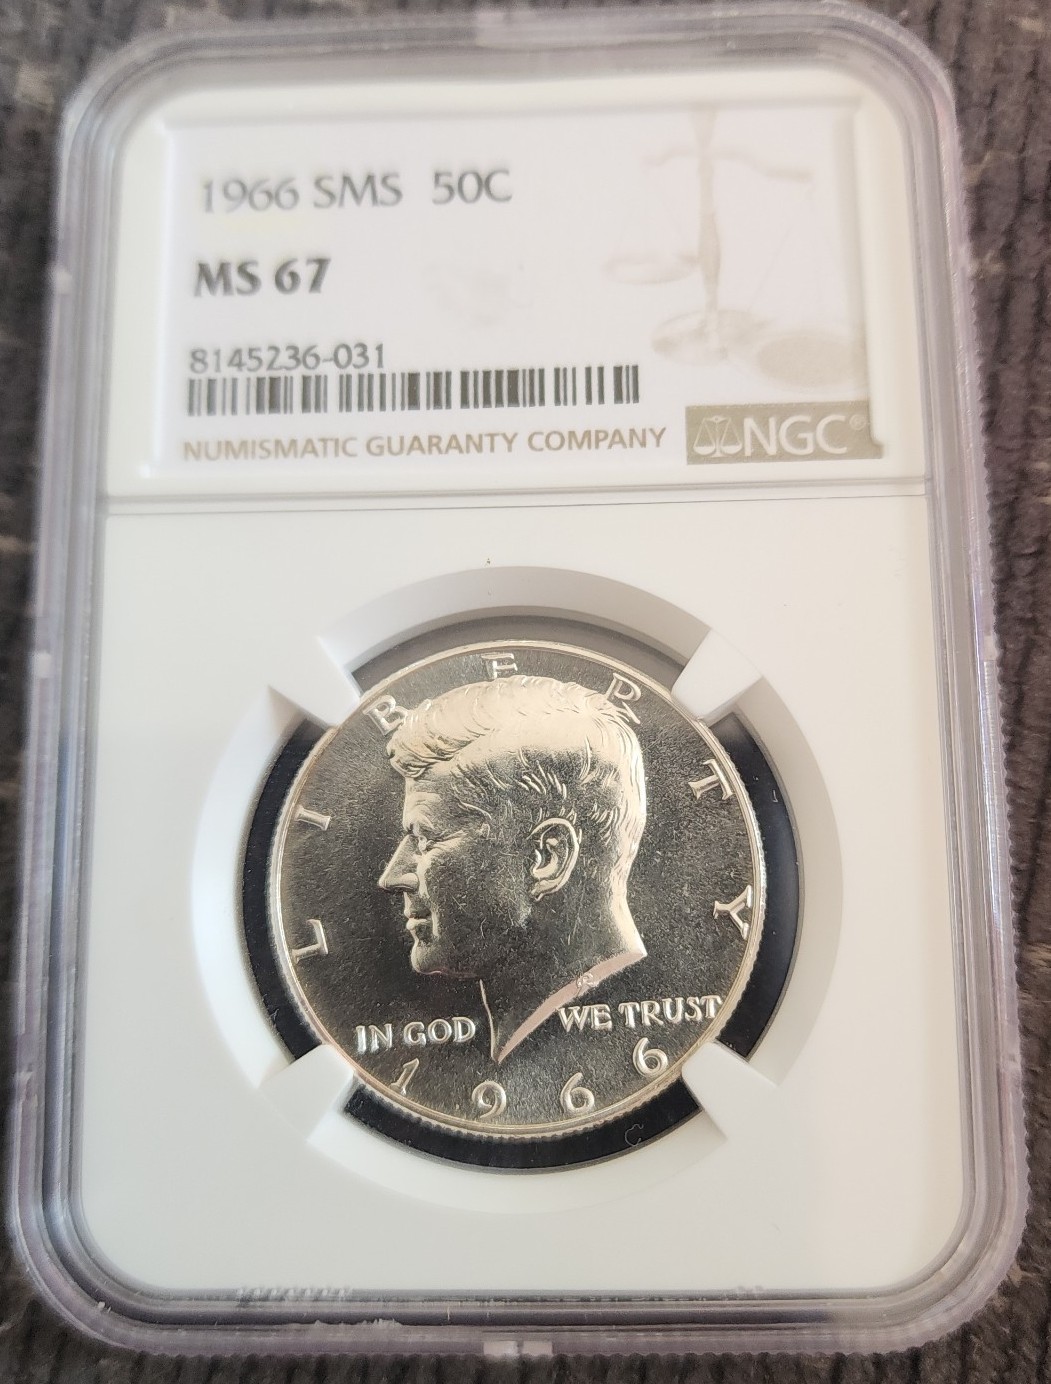 1966 SMS 50C
MS 67
8145236-031
NUMISMATIC GUARANTY COMPANY
NGC®
LIBERTY
IN GOD WE TRUST
1966